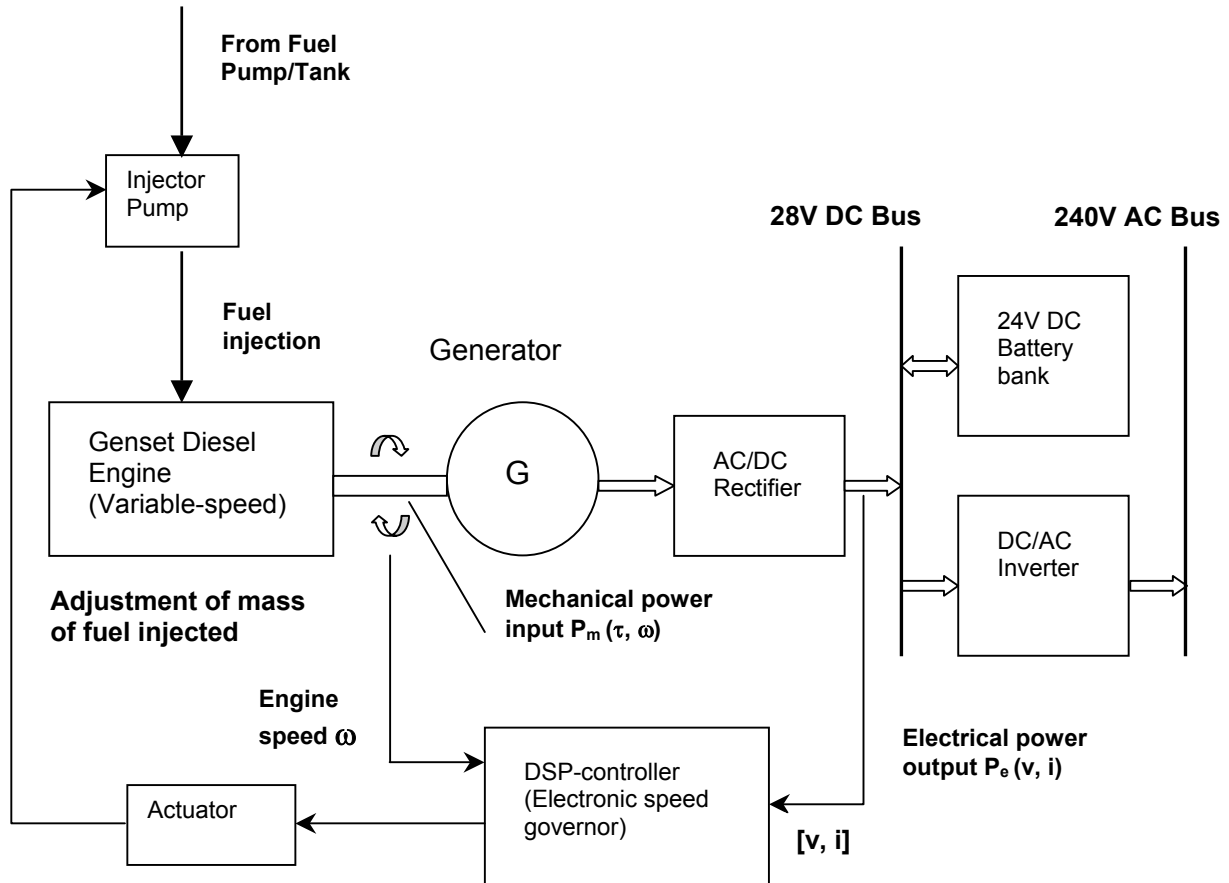 From Fuel
Pump/Tank
Injector
Pump
28V DC Bus
240V AC Bus
Fuel
injection
Generator
24V DC
Battery
bank
Genset Diesel
Engine
(Variable-speed)
G
AC/DC
Rectifier
DC/AC
Inverter
Adjustment of mass
of fuel injected
Mechanical power
input Pm (τ, ω)
Engine
speed ω
Electrical power
output Pe (v, i)
DSP-controller
(Electronic speed
governor)
Actuator
[v, i]